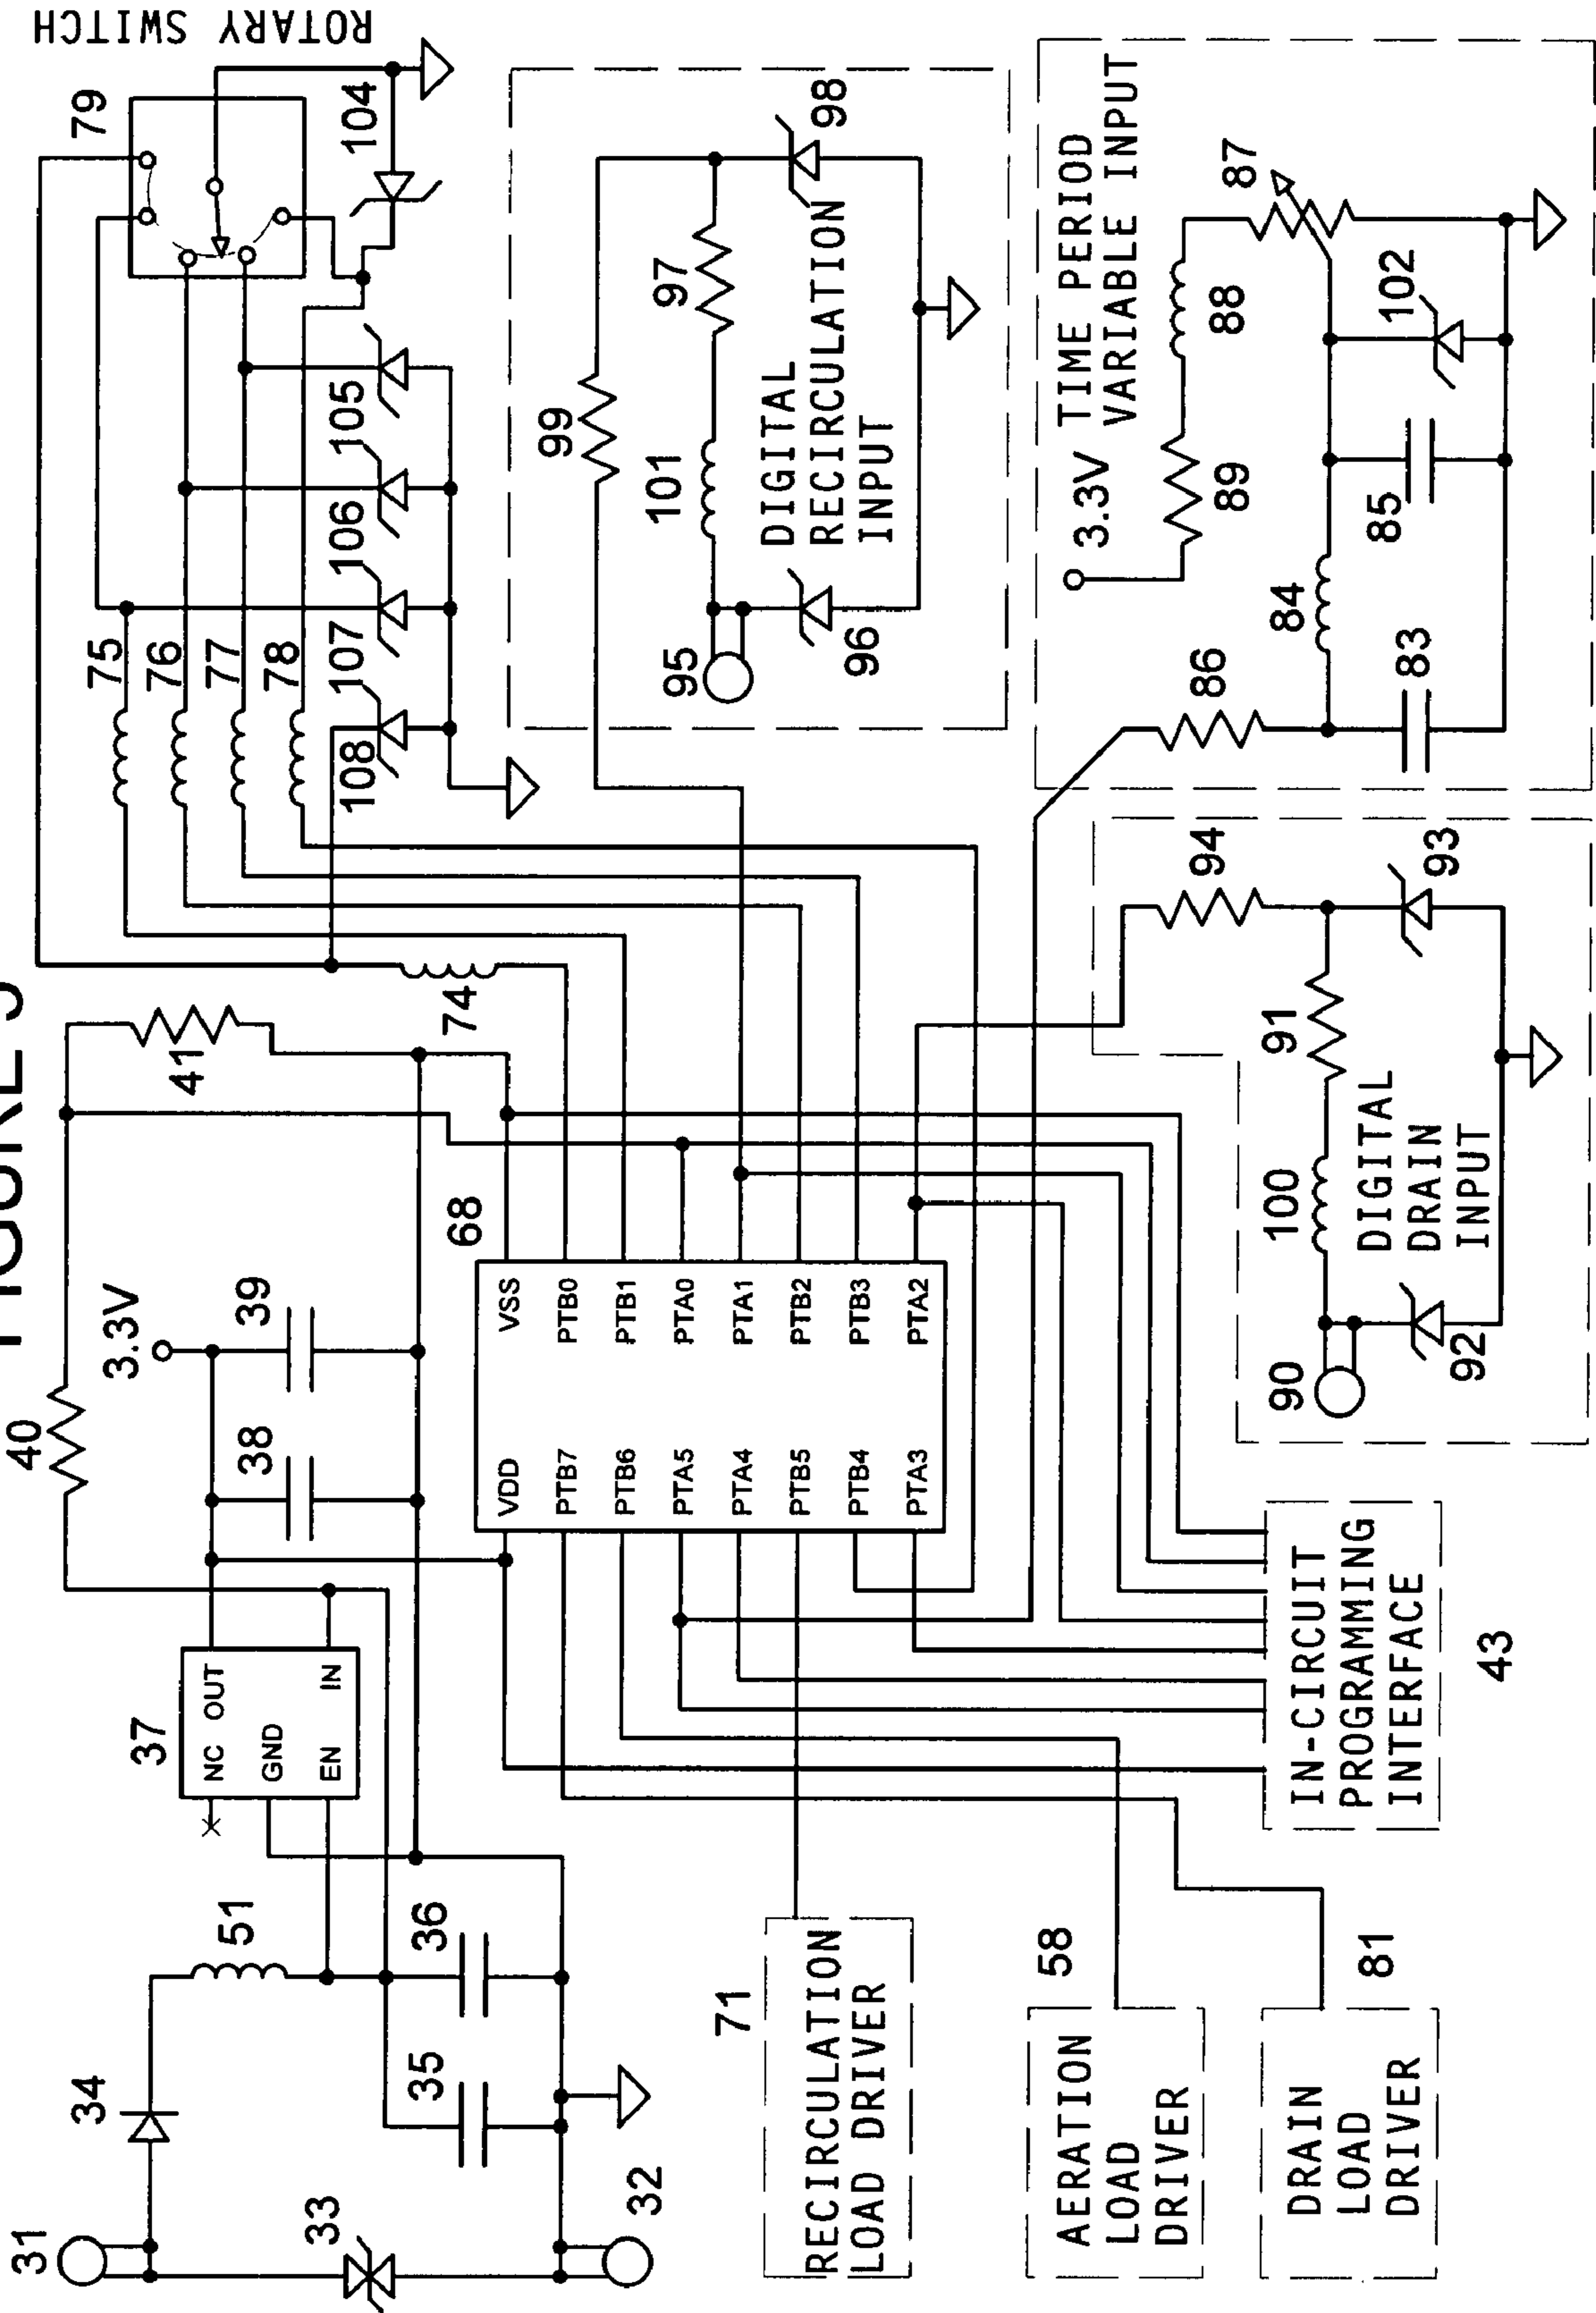 FIGURE
ROTARY SWITCH
31
34
51
37
NC
OUT
GND
EN
IN
40
3.3V
38
39
41
79
33
35
36
32
68
74
75
76
77
78
104
108
107
106
105
VDD
VSS
PTB7
PTB0
PTB6
PTB1
PTA5
PTA0
PTA4
PTA1
PTB5
PTB2
PTB4
PTB3
PTA3
PTA2
99
101
97
95
96
98
DIGITAL
RECIRCULATION
INPUT
71
RECIRCULATION
LOAD DRIVER
58
AERATION
LOAD
DRIVER
81
DRAIN
LOAD
DRIVER
IN-CIRCUIT
PROGRAMMING
INTERFACE
43
90
100
91
94
92
93
DIGITAL
DRAIN
INPUT
TIME PERIOD
VARIABLE INPUT
3.3V
86
89
88
87
84
83
85
102